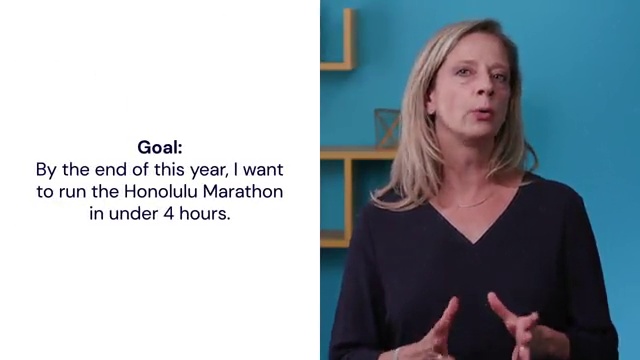 Goal:
By the end of this year, I want
to run the Honolulu Marathon
in under 4 hours.